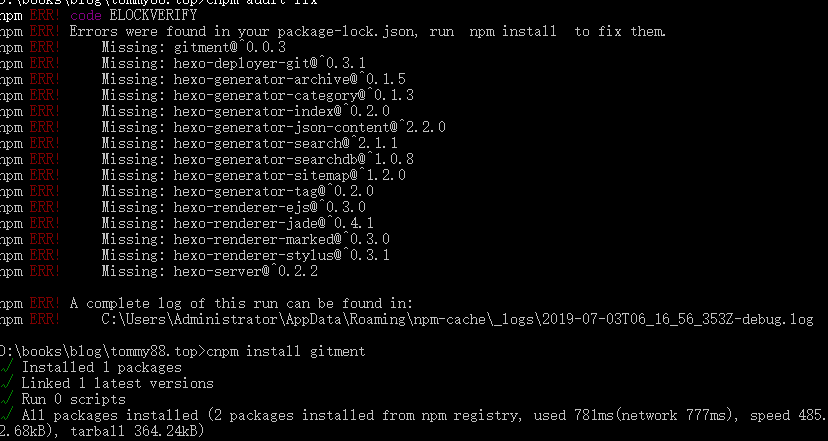 D:\books\blog\tommy88.top>cnpm audit fix
npm ERR! code ELOCKVERIFY
npm ERR! Errors were found in your package-lock.json, run  npm install  to fix them.
npm ERR!     Missing: gitment@^0.0.3
npm ERR!     Missing: hexo-deployer-git@^0.3.1
npm ERR!     Missing: hexo-generator-archive@^0.1.5
npm ERR!     Missing: hexo-generator-category@^0.1.3
npm ERR!     Missing: hexo-generator-index@^0.2.0
npm ERR!     Missing: hexo-generator-json-content@^2.2.0
npm ERR!     Missing: hexo-generator-search@^2.1.1
npm ERR!     Missing: hexo-generator-searchdb@^1.0.8
npm ERR!     Missing: hexo-generator-sitemap@^1.2.0
npm ERR!     Missing: hexo-generator-tag@^0.2.0
npm ERR!     Missing: hexo-renderer-ejs@^0.3.0
npm ERR!     Missing: hexo-renderer-jade@^0.4.1
npm ERR!     Missing: hexo-renderer-marked@^0.3.0
npm ERR!     Missing: hexo-renderer-stylus@^0.3.1
npm ERR!     Missing: hexo-server@^0.2.2
npm ERR! A complete log of this run can be found in:
npm ERR!     C:\Users\Administrator\AppData\Roaming\npm-cache\_logs\2019-07-03T06_16_56_353Z-debug.log
D:\books\blog\tommy88.top>cnpm install gitment
√ Installed 1 packages
√ Linked 1 latest versions
√ Run 0 scripts
√ All packages installed (2 packages installed from npm registry, used 781ms(network 777ms), speed 485.
2.68kB), tarball 364.24kB)